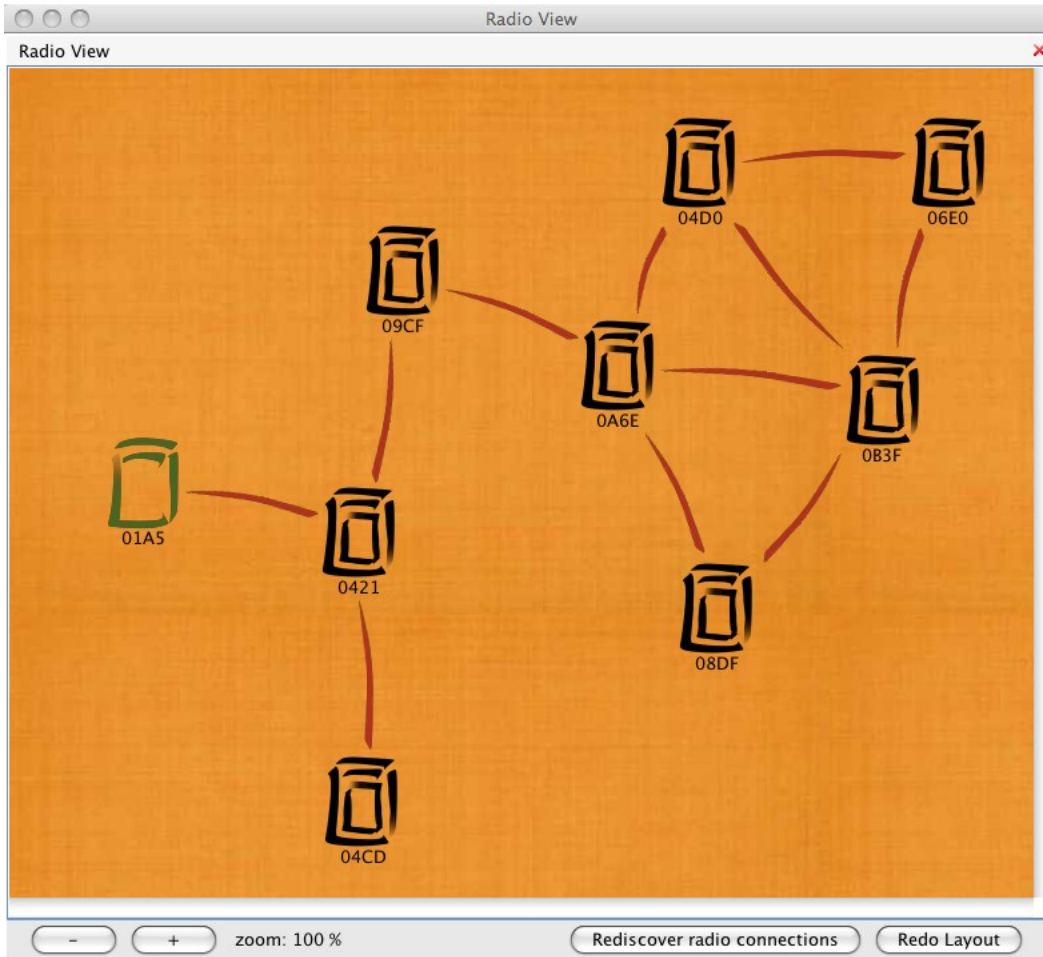 Radio View
Radio View
04D0
06E0
09CF
0A6E
0B3F
01A5
0421
08DF
04CD
-
+
zoom: 100 %
Rediscover radio connections
Redo Layout